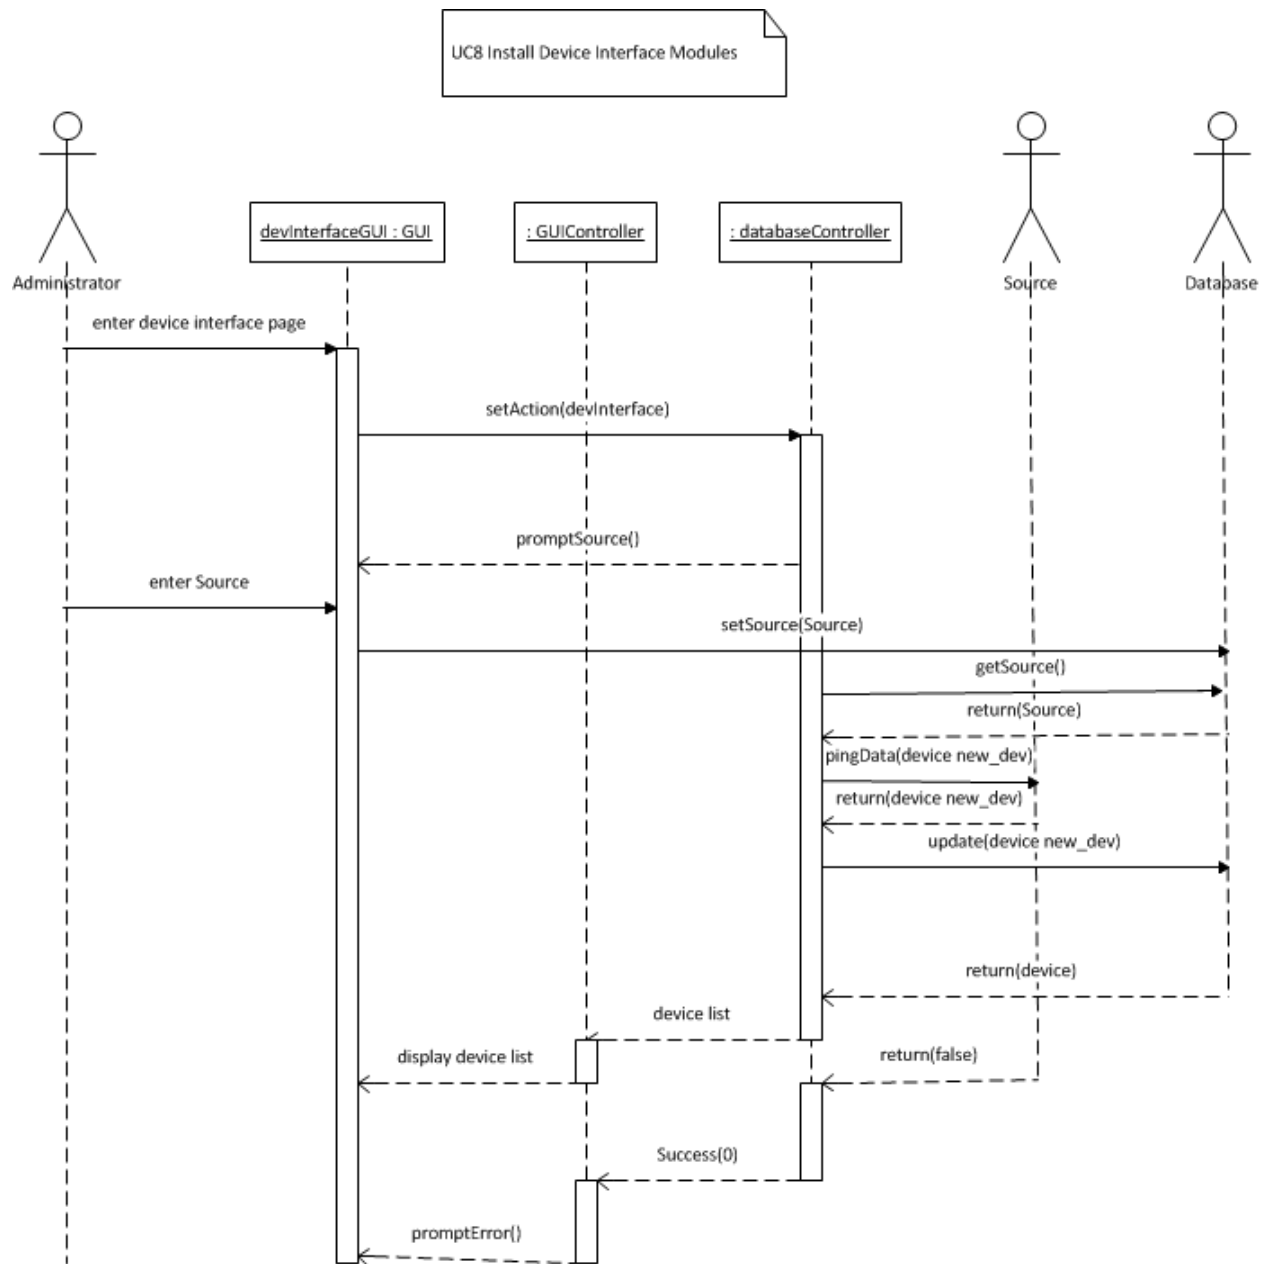 UC8 Install Device Interface Modules
devInterfaceGUI : GUI
: GUIController
: databaseController
Administrator
Source
Database
enter device interface page
setAction(devInterface)
promptSource()
enter Source
setSource(Source)
getSource()
return(Source)
pingData(device new_dev)
return(device new_dev)
update(device new_dev)
return(device)
device list
display device list
return(false)
Success(0)
promptError()